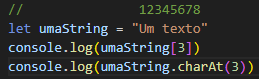 //                 12345678
let umaString = "Um texto"
console.log(umaString[3])
console.log(umaString.charAt(3))